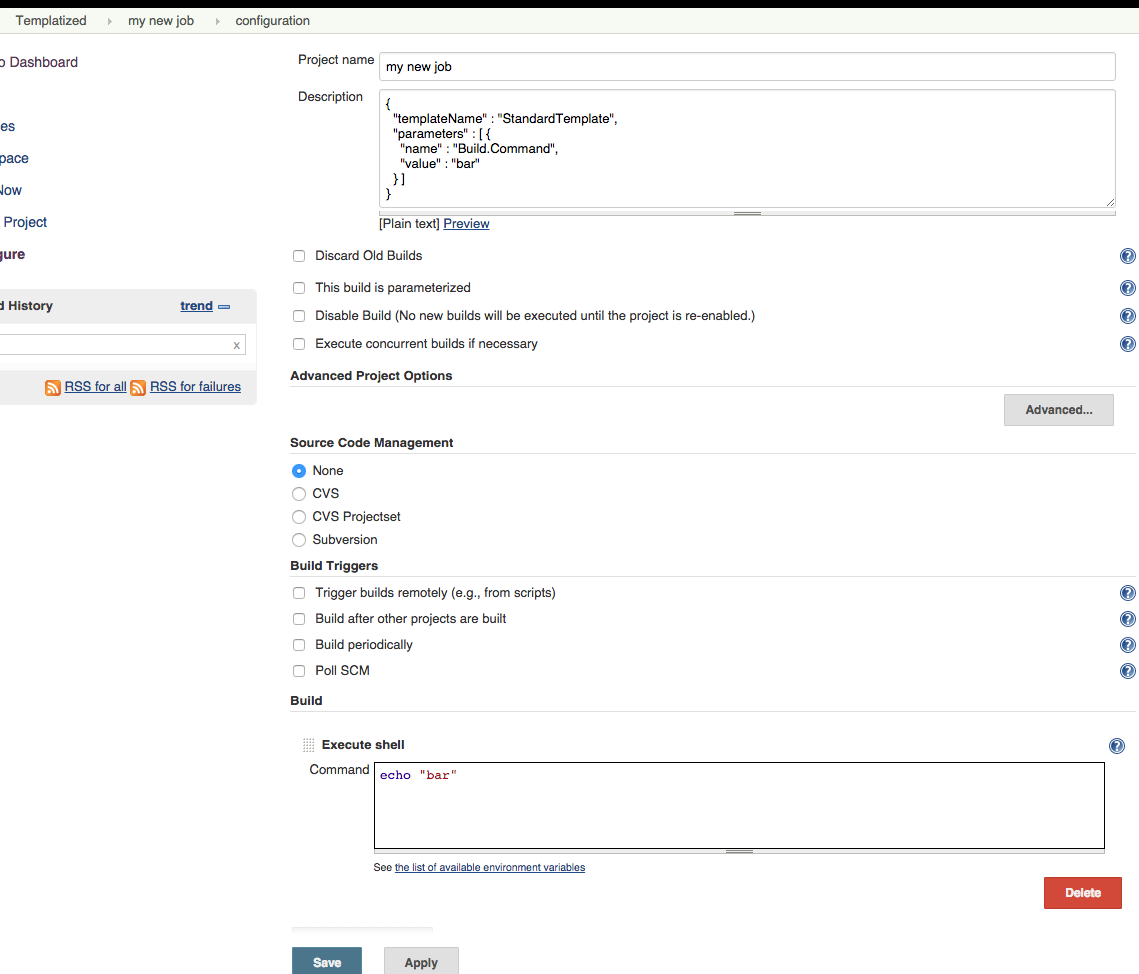 Templatized my new job configuration
o Dashboard
es
pace
Now
Project
gure
d History trend
x
RSS for all RSS for failures
Project name my new job
Description
{
"templateName" : "StandardTemplate",
"parameters" : [ {
"name" : "Build.Command",
"value" : "bar"
} ]
}
[Plain text] Preview
Discard Old Builds ?
This build is parameterized ?
Disable Build (No new builds will be executed until the project is re-enabled.) ?
Execute concurrent builds if necessary ?
Advanced Project Options
Advanced...
Source Code Management
None
CVS
CVS Projectset
Subversion
Build Triggers
Trigger builds remotely (e.g., from scripts) ?
Build after other projects are built ?
Build periodically ?
Poll SCM ?
Build
Execute shell ?
Command echo "bar"
See the list of available environment variables
Delete
Save Apply